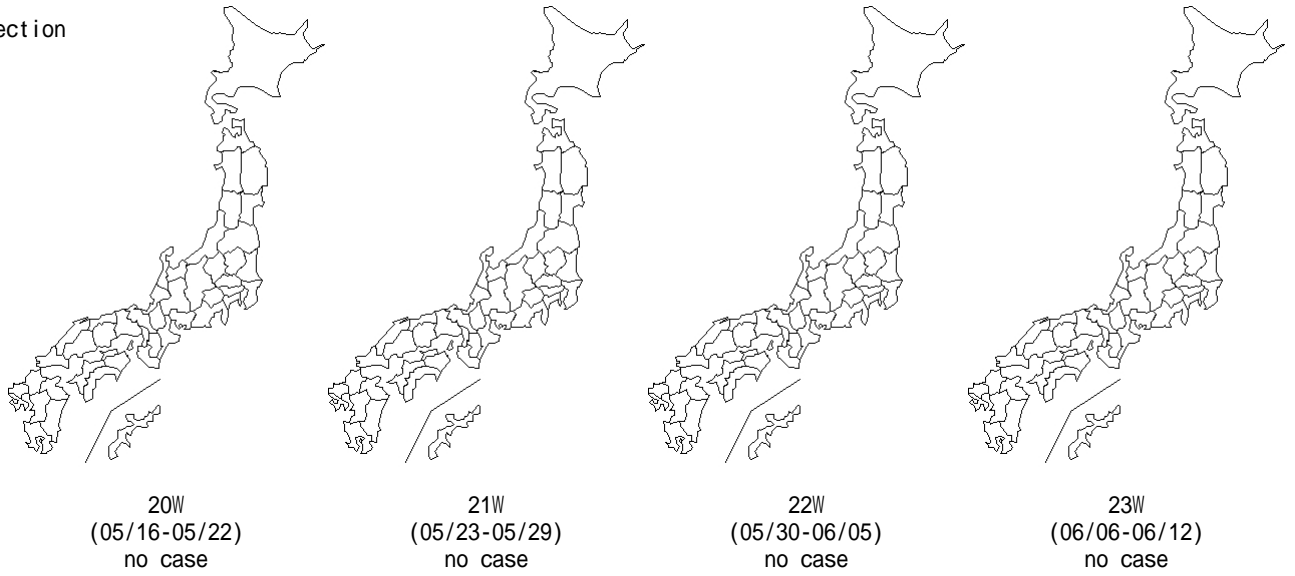 ection
20W
(05/16-05/22)
no case
21W
(05/23-05/29)
no case
22W
(05/30-06/05)
no case
23W
(06/06-06/12)
no case